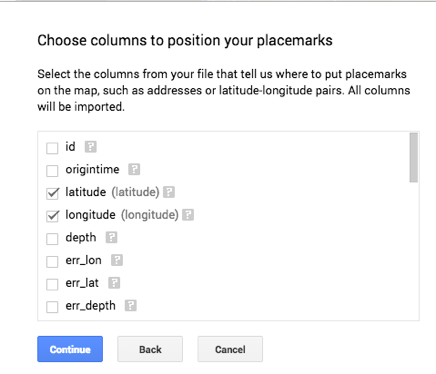 Choose columns to position your placemarks
Select the columns from your file that tell us where to put placemarks
on the map, such as addresses or latitude-longitude pairs. All columns
will be imported.
id ?
origintime ?
latitude (latitude) ?
longitude (longitude) ?
depth ?
err_lon ?
err_lat ?
err_depth ?
Continue Back Cancel